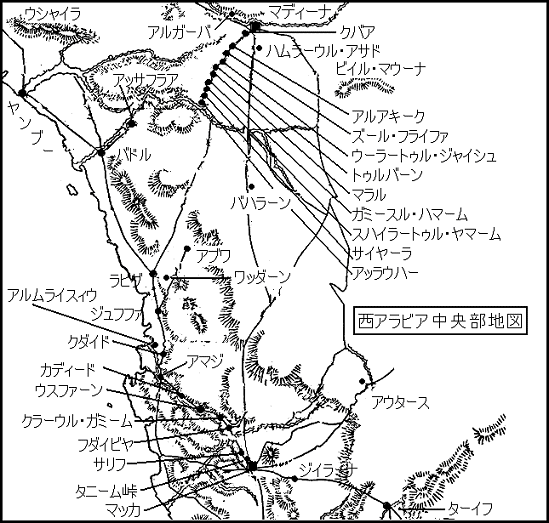 ウシャイラ
マディーナ
アルガーバ
クバア
ハムラーウル・アサド
ビイル・マウーナ
アッサフラア
ヤンブー
アルアキーク
ズール・フライファ
バドル
ウーラートゥル・ジャイシュ
トゥルバーン
マラル
バハラーン
ガミースル・ハマーム
スハイラートゥル・ヤマーム
サイヤーラ
アブワ
アッラウハー
ラビグ
ワッダーン
アルムライスィウ
ジュフファ
西アラビア中央部地図
クダイド
アマジ
カディード
ウスファーン
アウタース
クラーウル・ガミーム
フダイビヤ
サリフ
ジイラーナ
タニーム峠
マッカ
ターイフ